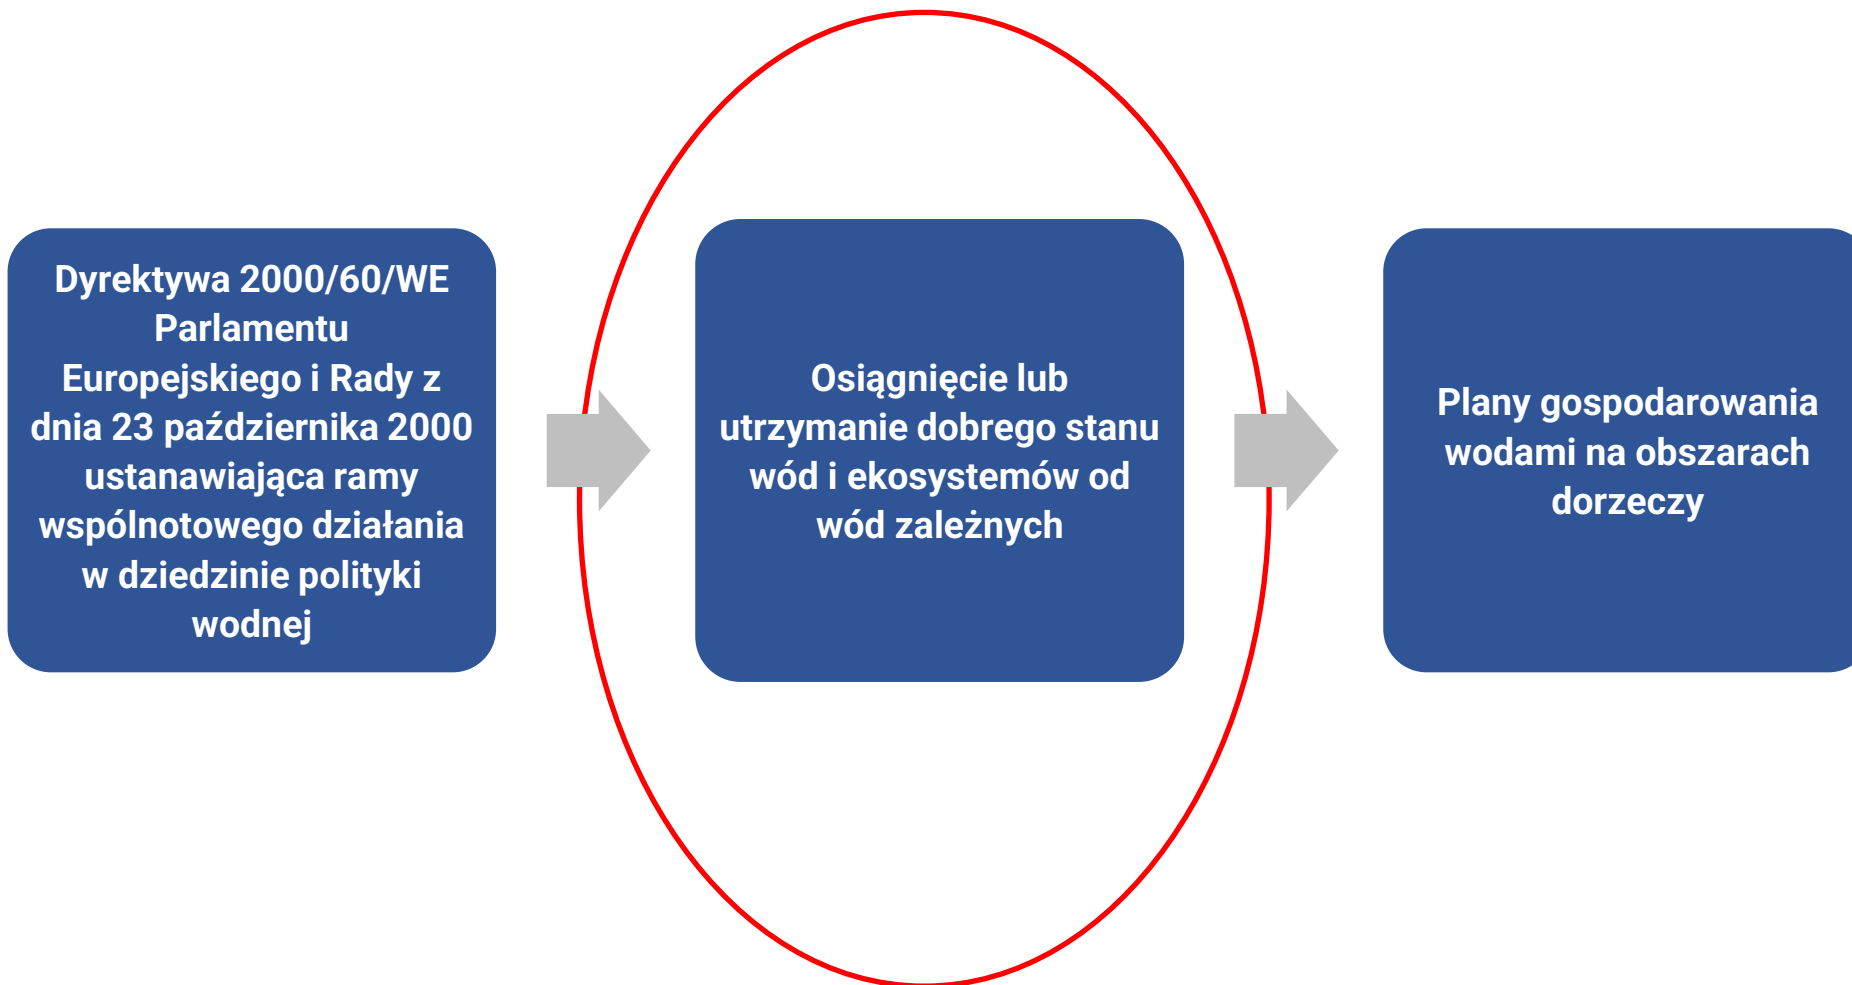 Dyrektywa 2000/60/WE
Parlamentu
Europejskiego i Rady z
dnia 23 października 2000
ustanawiająca ramy
wspólnotowego działania
w dziedzinie polityki
wodnej
Osiągnięcie lub
utrzymanie dobrego stanu
wód i ekosystemów od
wód zależnych
Plany gospodarowania
wodami na obszarach
dorzeczy